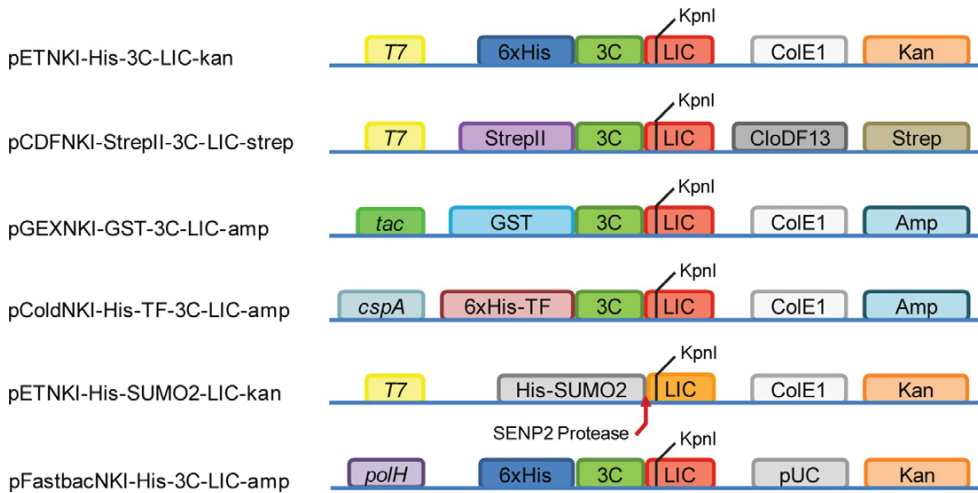 KpnI
pETNKI-His-3C-LIC-kan T7 6xHis 3C LIC ColE1 Kan
KpnI
pCDFNKI-StrepII-3C-LIC-strep T7 StrepII 3C LIC CloDF13 Strep
KpnI
pGEXNKI-GST-3C-LIC-amp tac GST 3C LIC ColE1 Amp
KpnI
pColdNKI-His-TF-3C-LIC-amp cspA 6xHis-TF 3C LIC ColE1 Amp
KpnI
pETNKI-His-SUMO2-LIC-kan T7 His-SUMO2 LIC ColE1 Kan
SENP2 Protease
KpnI
pFastbacNKI-His-3C-LIC-amp polH 6xHis 3C LIC pUC Kan